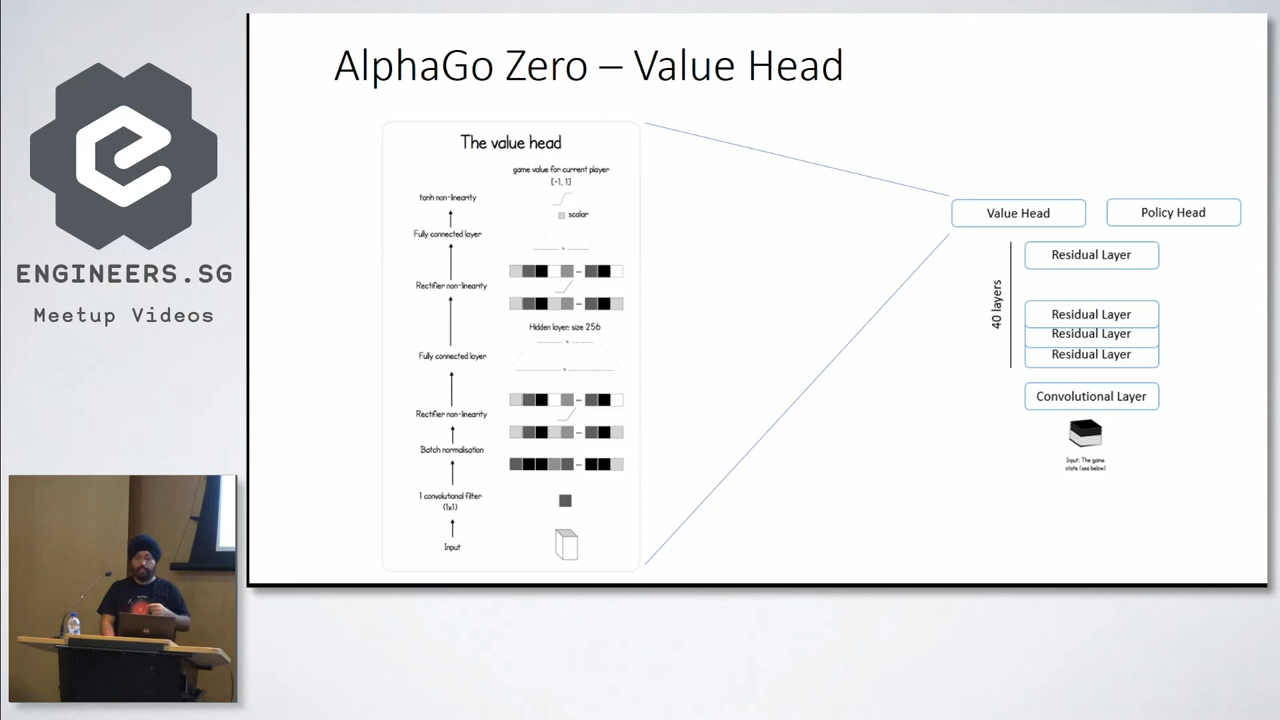 AlphaGo Zero – Value Head
ENGINEERS.SG
Meetup Videos
The value head
game value for current player
[-1, 1]
tanh non-linearity
scalar
Fully connected layer
Rectifier non-linearity
Hidden layer, size 256
Fully connected layer
Rectifier non-linearity
Batch normalisation
1 convolutional filter
(1x1)
Input
Value Head
Policy Head
40 layers
Residual Layer
Residual Layer
Residual Layer
Residual Layer
Convolutional Layer
Input: The game
state (see below)